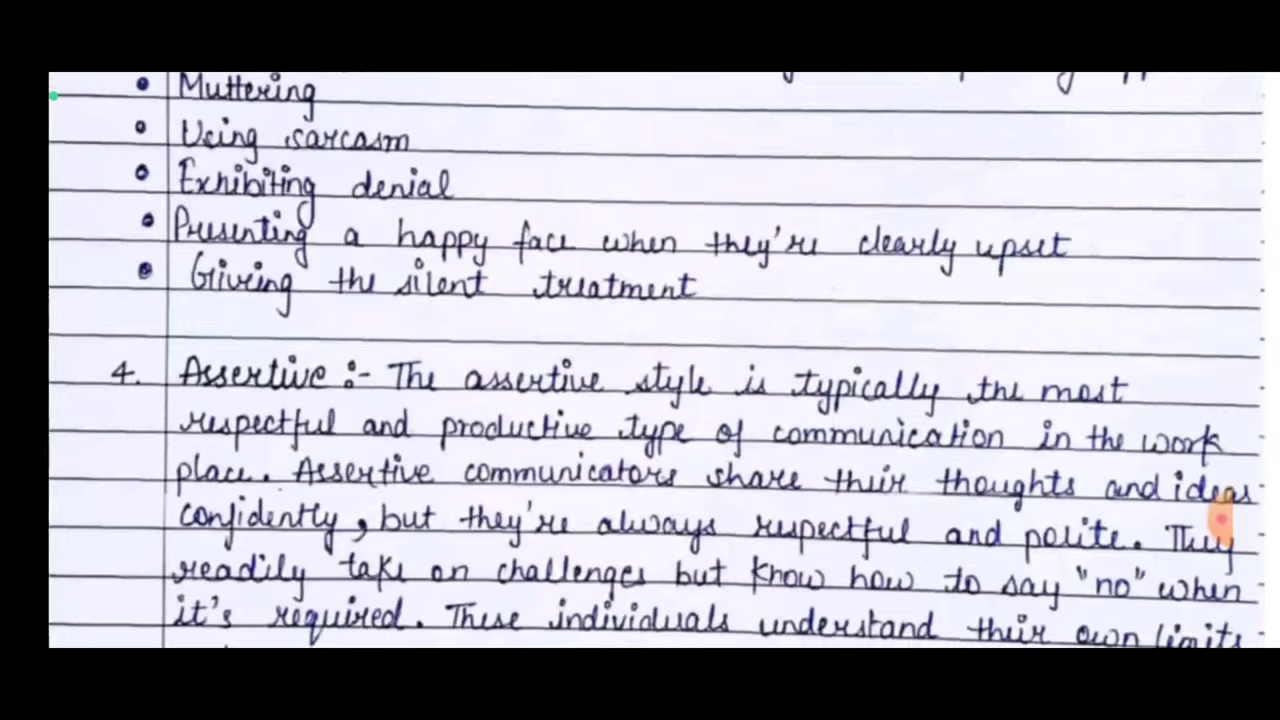 • Muttering
• Using sarcasm
• Exhibiting denial
• Presenting a happy face when they're clearly upset
• Giving the silent treatment
4. Assertive :- The assertive style is typically the most
respectful and productive type of communication in the work
place. Assertive communicators share their thoughts and ideas
confidently, but they're always respectful and polite. They
readily take on challenges but know how to say "no" when
it's required. These individuals understand their own limits